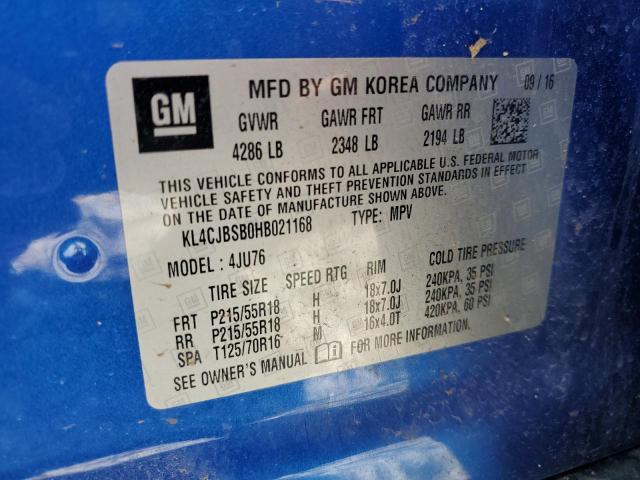 GM
MFD BY GM KOREA COMPANY 09/16
GVWR GAWR FRT GAWR RR
4286 LB 2348 LB 2194 LB
THIS VEHICLE CONFORMS TO ALL APPLICABLE U.S. FEDERAL MOTOR
VEHICLE SAFETY AND THEFT PREVENTION STANDARDS IN EFFECT
ON THE DATE OF MANUFACTURE SHOWN ABOVE.
KL4CJBSB0HB021168 TYPE: MPV
MODEL: 4JU76
TIRE SIZE SPEED RTG RIM COLD TIRE PRESSURE
FRT P215/55R18 H 18x7.0J 240KPA, 35 PSI
RR P215/55R18 H 18x7.0J 240KPA, 35 PSI
SPA T125/70R16 M 16x4.0T 420KPA, 60 PSI
SEE OWNER'S MANUAL FOR MORE INFORMATION.